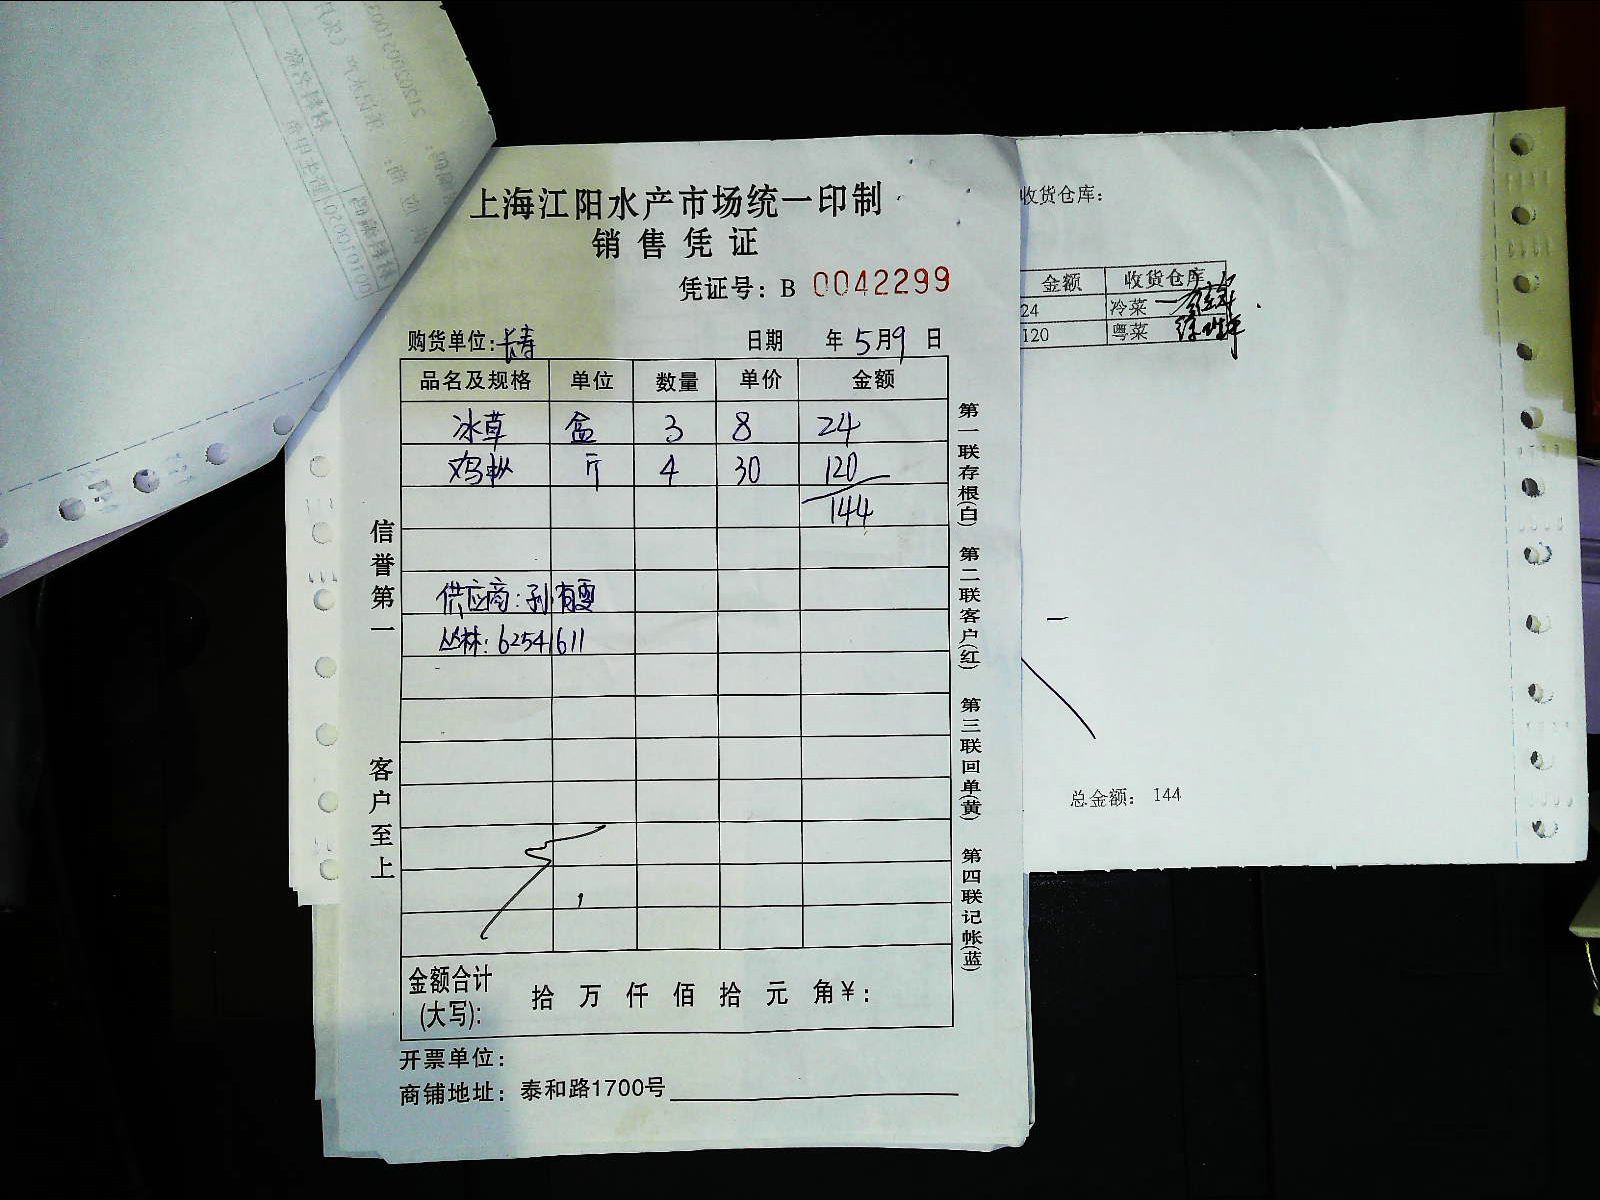 上海江阳水产市场统一印制
销售凭证
凭证号: B 0042299
购货单位: 长寿 日期 年 5月9日
品名及规格 单位 数量 单价 金额
冰草 盒 3 8 24
鸡枞 斤 4 30 120
144
供应商: 孙有雯
丛林: 62541611
金额合计
(大写): 拾 万 仟 佰 拾 元 角 ¥:
开票单位:
商铺地址: 泰和路1700号
信誉第一
客户至上
第一联存根(白)
第二联客户(红)
第三联回单(黄)
第四联记帐(蓝)
收货仓库:
金额 收货仓库
24 冷菜
120 粤菜
总金额: 144